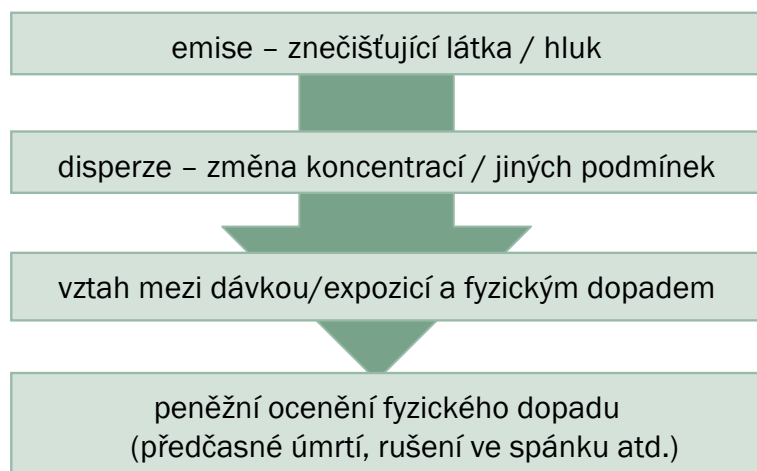 emise – znečišťující látka / hluk
disperze – změna koncentrací / jiných podmínek
vztah mezi dávkou/expozicí a fyzickým dopadem
peněžní ocenění fyzického dopadu
(předčasné úmrtí, rušení ve spánku atd.)